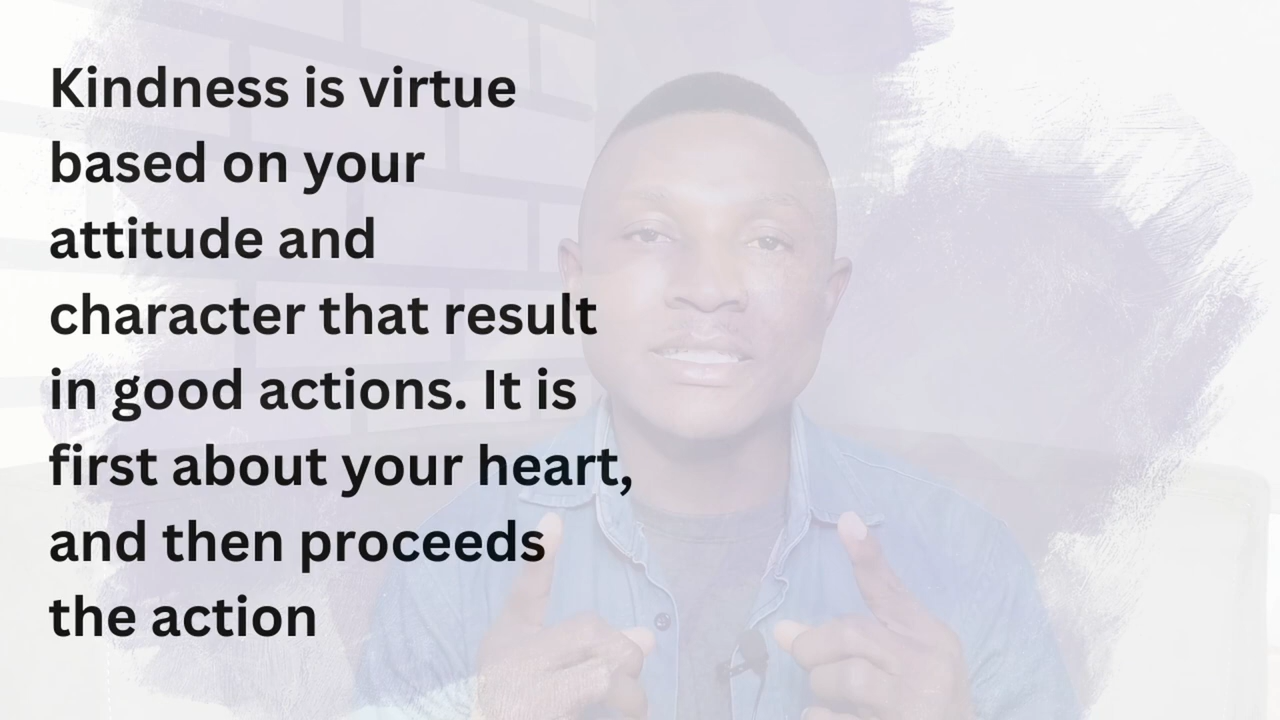 Kindness is virtue
based on your
attitude and
character that result
in good actions. It is
first about your heart,
and then proceeds
the action